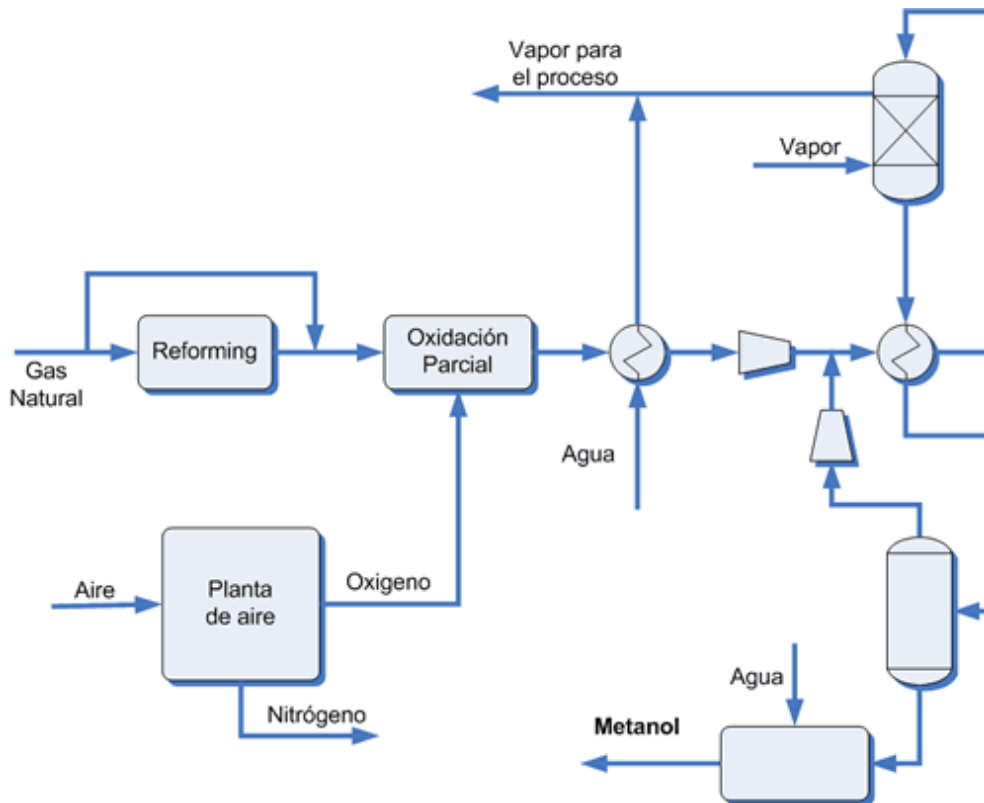 Vapor para
el proceso
Vapor
Reforming
Oxidación
Parcial
Gas
Natural
Agua
Aire
Planta
de aire
Oxigeno
Nitrógeno
Agua
Metanol